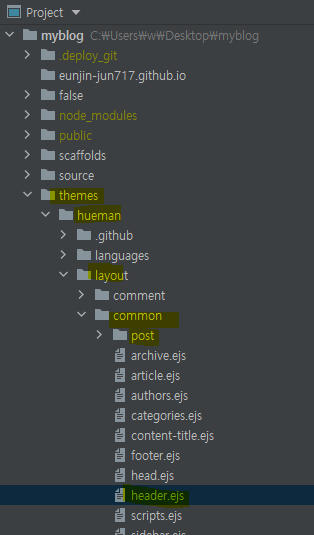 Project
myblog C:₩Users₩w₩Desktop₩myblog
.deploy_git
eunjin-jun717.github.io
false
node_modules
public
scaffolds
source
themes
hueman
.github
languages
layout
comment
common
post
archive.ejs
article.ejs
authors.ejs
categories.ejs
content-title.ejs
footer.ejs
head.ejs
header.ejs
scripts.ejs
sidebar.ejs